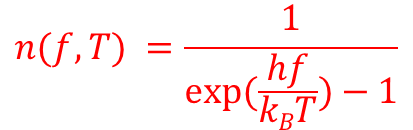 n(f,T) = 1 / (exp(hf / k_B T) − 1)